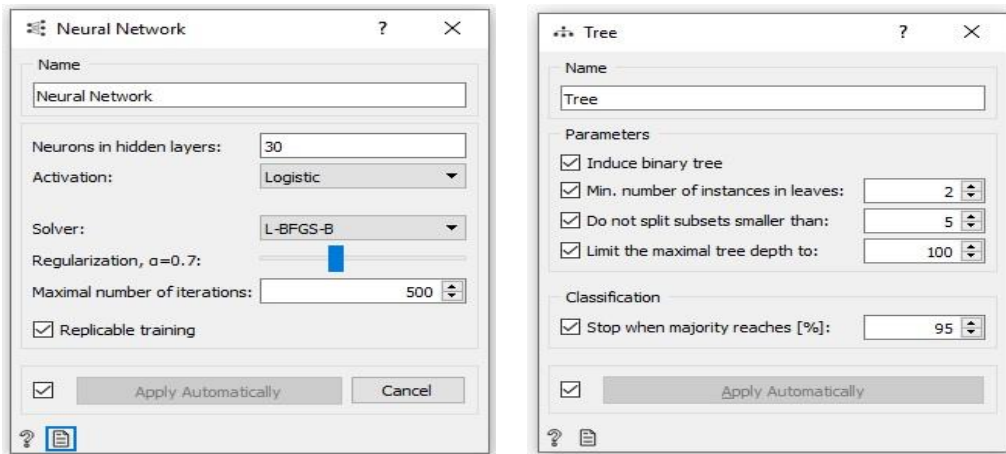 Neural Network ? ×
Name
Neural Network
Neurons in hidden layers: 30
Activation: Logistic
Solver: L-BFGS-B
Regularization, α=0.7:
Maximal number of iterations: 500
Replicable training
Apply Automatically Cancel
?
Tree ? ×
Name
Tree
Parameters
Induce binary tree
Min. number of instances in leaves: 2
Do not split subsets smaller than: 5
Limit the maximal tree depth to: 100
Classification
Stop when majority reaches [%]: 95
Apply Automatically
?